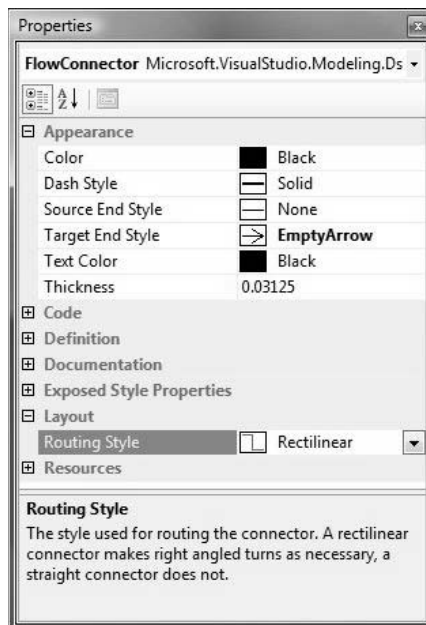 Properties
FlowConnector Microsoft.VisualStudio.Modeling.Ds
Appearance
Color Black
Dash Style Solid
Source End Style None
Target End Style EmptyArrow
Text Color Black
Thickness 0.03125
Code
Definition
Documentation
Exposed Style Properties
Layout
Routing Style Rectilinear
Resources
Routing Style
The style used for routing the connector. A rectilinear
connector makes right angled turns as necessary, a
straight connector does not.